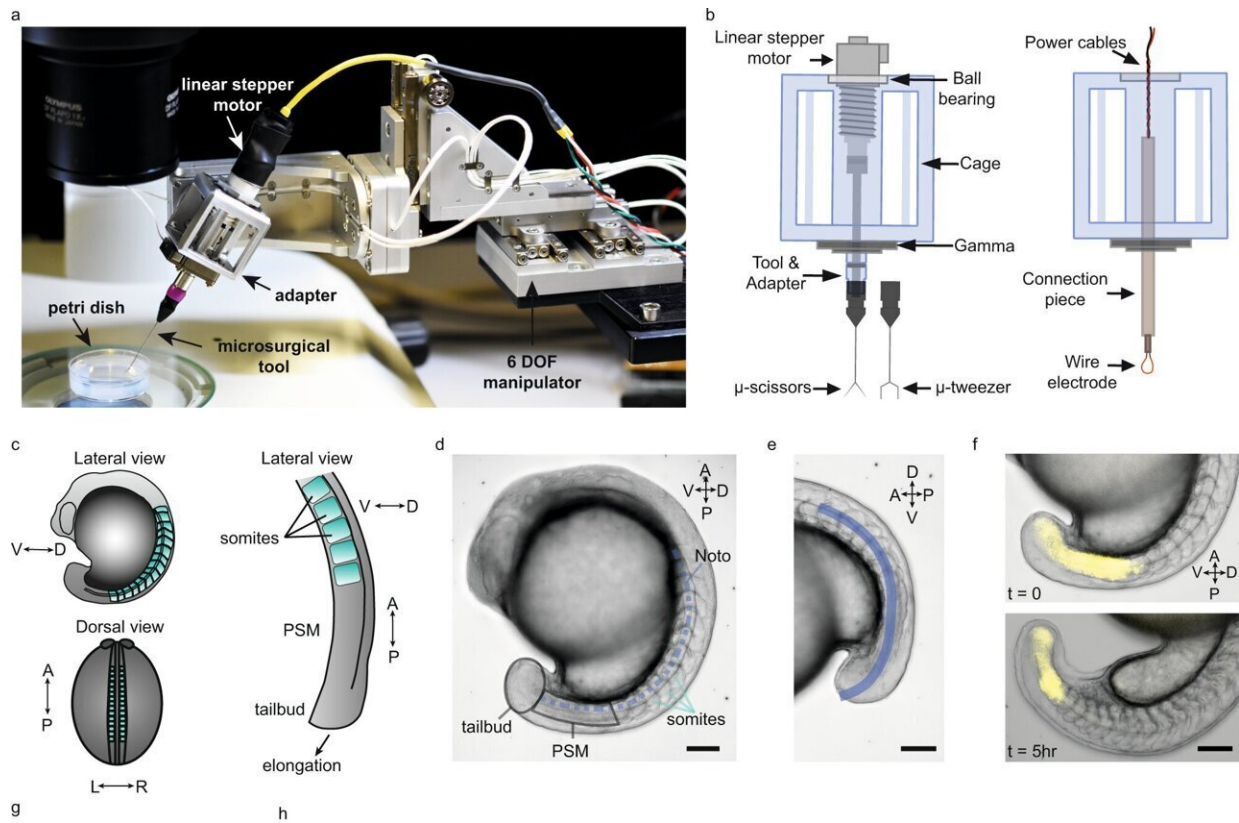 a
OLYMPUS
linear stepper
motor
adapter
petri dish
microsurgical
tool
6 DOF
manipulator
b
Linear stepper
motor
Ball
bearing
Cage
Gamma
Tool &
Adapter
µ-scissors
µ-tweezer
Power cables
Connection
piece
Wire
electrode
c
Lateral view
V
D
Dorsal view
A
P
L
R
Lateral view
V
D
somites
PSM
A
P
tailbud
elongation
d
A
V
D
P
Noto
somites
tailbud
PSM
e
D
A
P
V
f
A
V
D
P
t = 0
t = 5hr
g
h